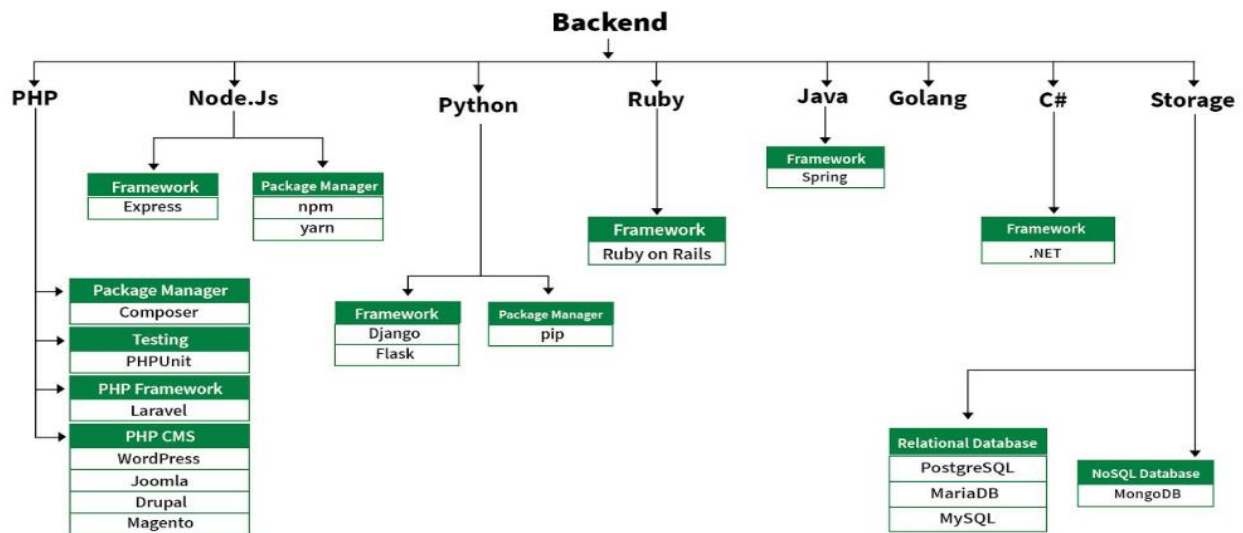 Backend
PHP
Node.Js
Python
Ruby
Java
Golang
C#
Storage
Framework
Express
Package Manager
npm
yarn
Framework
Spring
Framework
Ruby on Rails
Framework
.NET
Package Manager
Composer
Testing
PHPUnit
PHP Framework
Laravel
PHP CMS
WordPress
Joomla
Drupal
Magento
Framework
Django
Flask
Package Manager
pip
Relational Database
PostgreSQL
MariaDB
MySQL
NoSQL Database
MongoDB